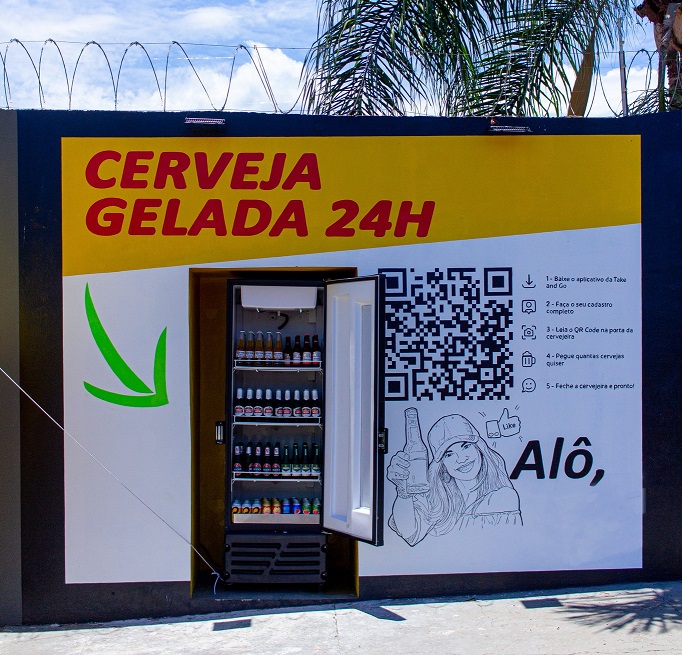 CERVEJA
GELADA 24H
1 - Baixe o aplicativo da Take
and Go
2 - Faça o seu cadastro
completo
3 - Leia o QR Code na porta da
cervejeira
4 - Pegue quantas cervejas
quiser
5 - Feche a cervejeira e pronto!
Like
Alô,